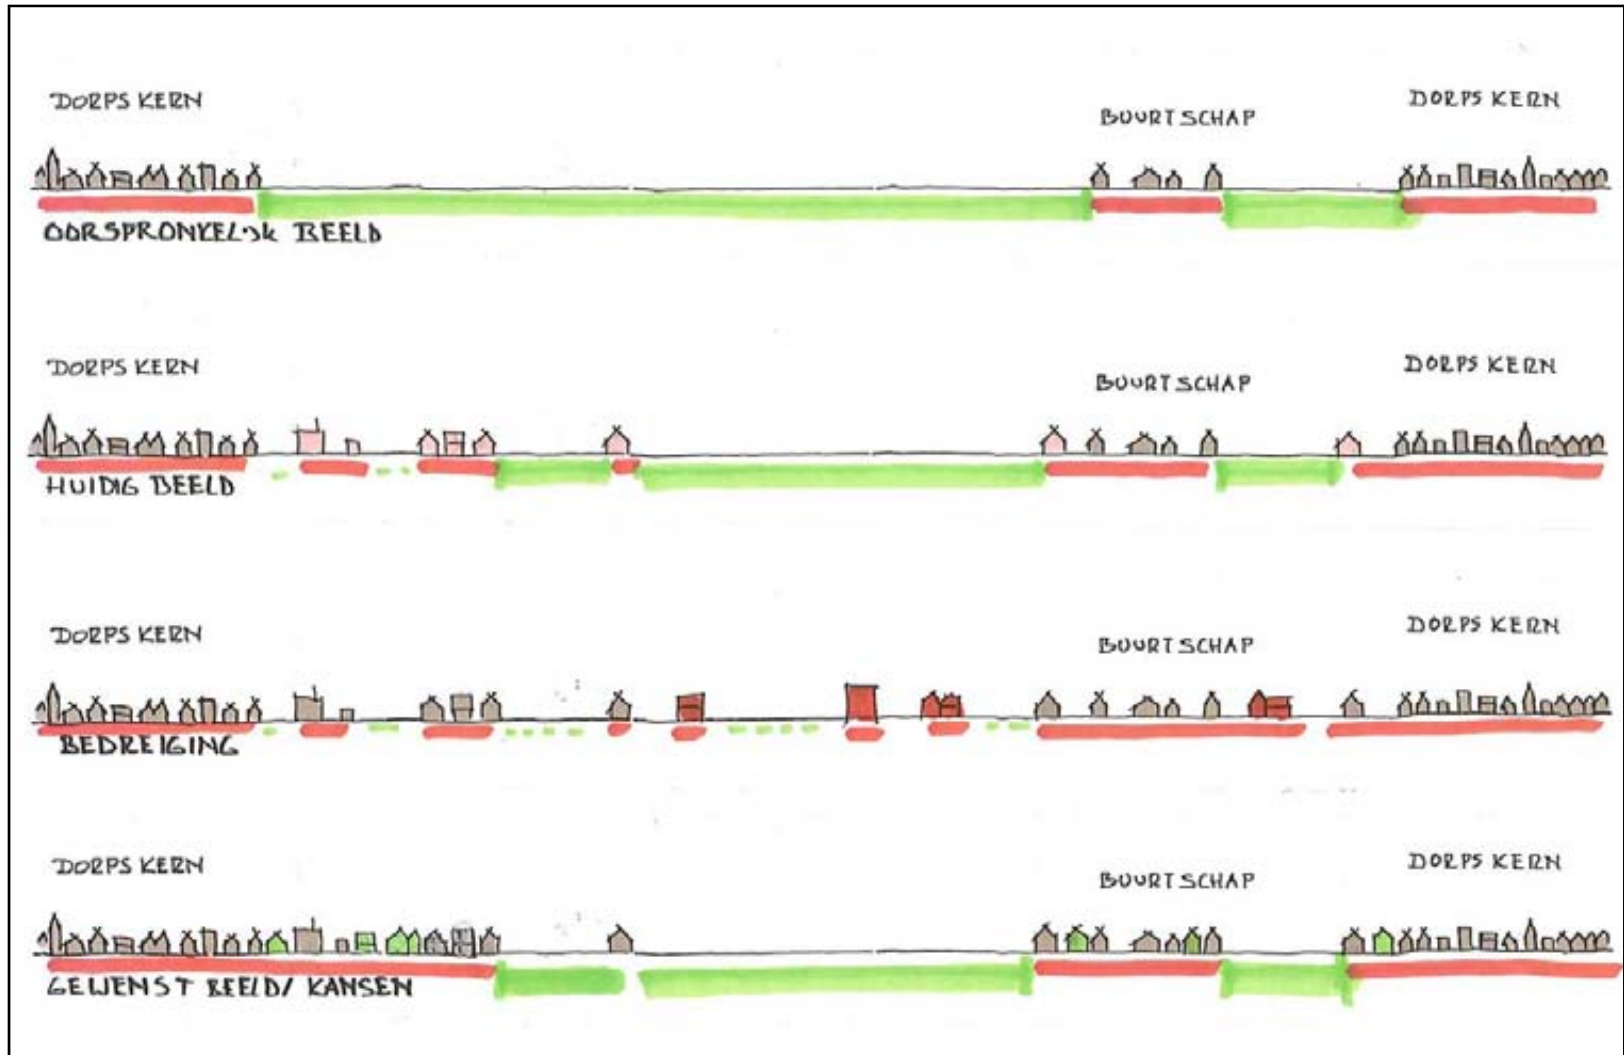 DORPS KERN
BUURTSCHAP
DORPS KERN
OORSPRONKELIJK BEELD
DORPS KERN
BUURTSCHAP
DORPS KERN
HUIDIG BEELD
DORPS KERN
BUURTSCHAP
DORPS KERN
BEDREIGING
DORPS KERN
BUURTSCHAP
DORPS KERN
GEWENST BEELD/ KANSEN